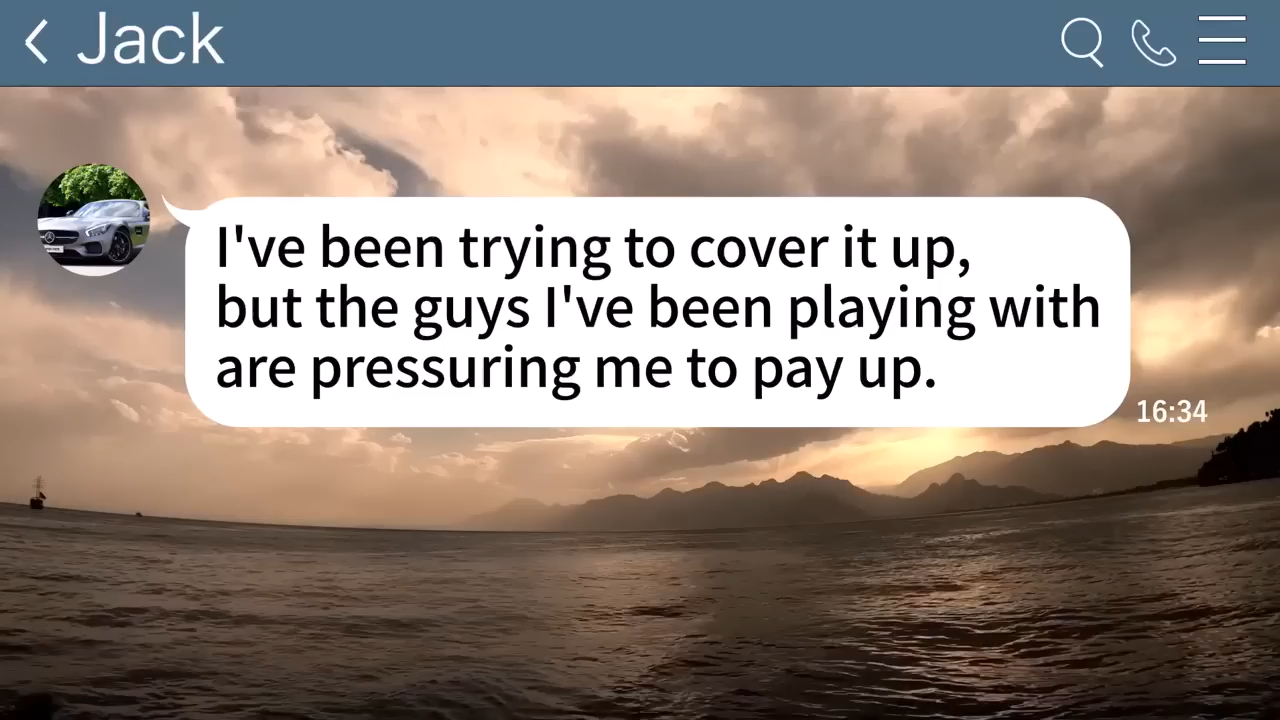 Jack
I've been trying to cover it up,
but the guys I've been playing with
are pressuring me to pay up.
16:34